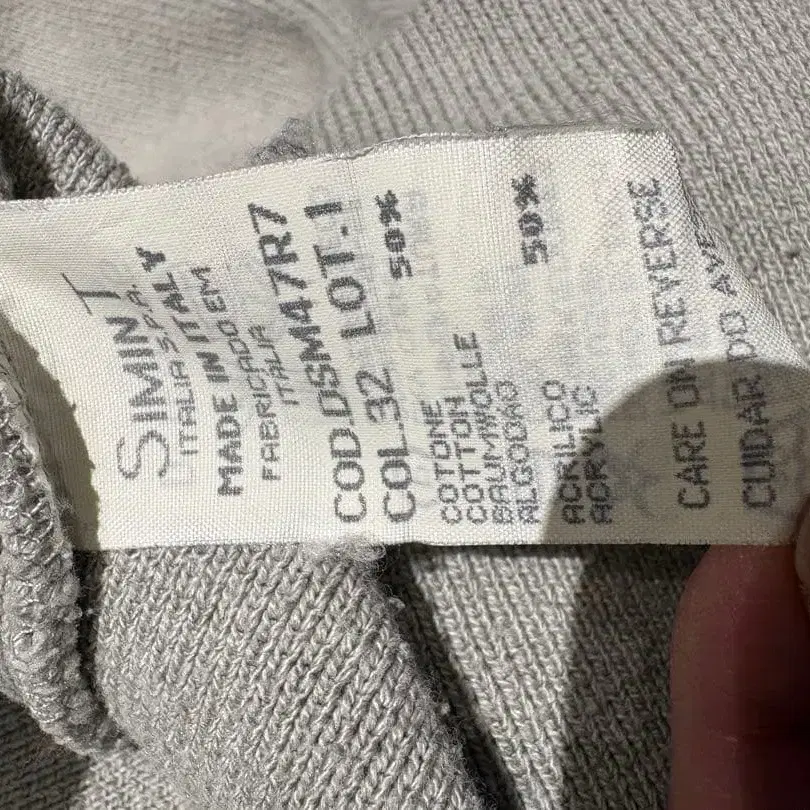 SIMINT
ITALIA S.P.A.
MADE IN ITALY
FABRICADO EM
ITALIA
COD.DSM47R7
COL.32 LOT.1
50%
COTONE
COTTON
BAUMWOLLE
ALGODAO
50%
ACRILICO
ACRYLIC
CARE ON REVERSE
CUIDAR DO AVE